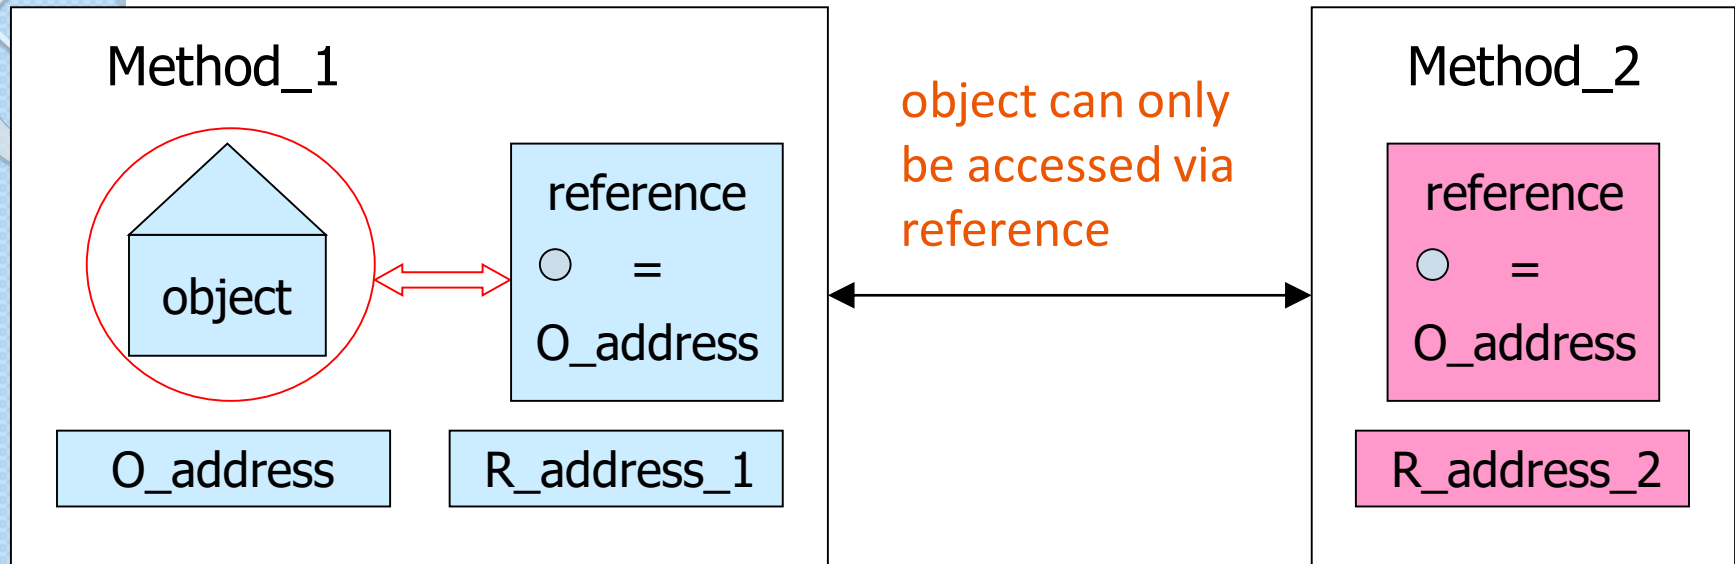 Method_1
object
reference
=
O_address
O_address
R_address_1
object can only
be accessed via
reference
Method_2
reference
=
O_address
R_address_2